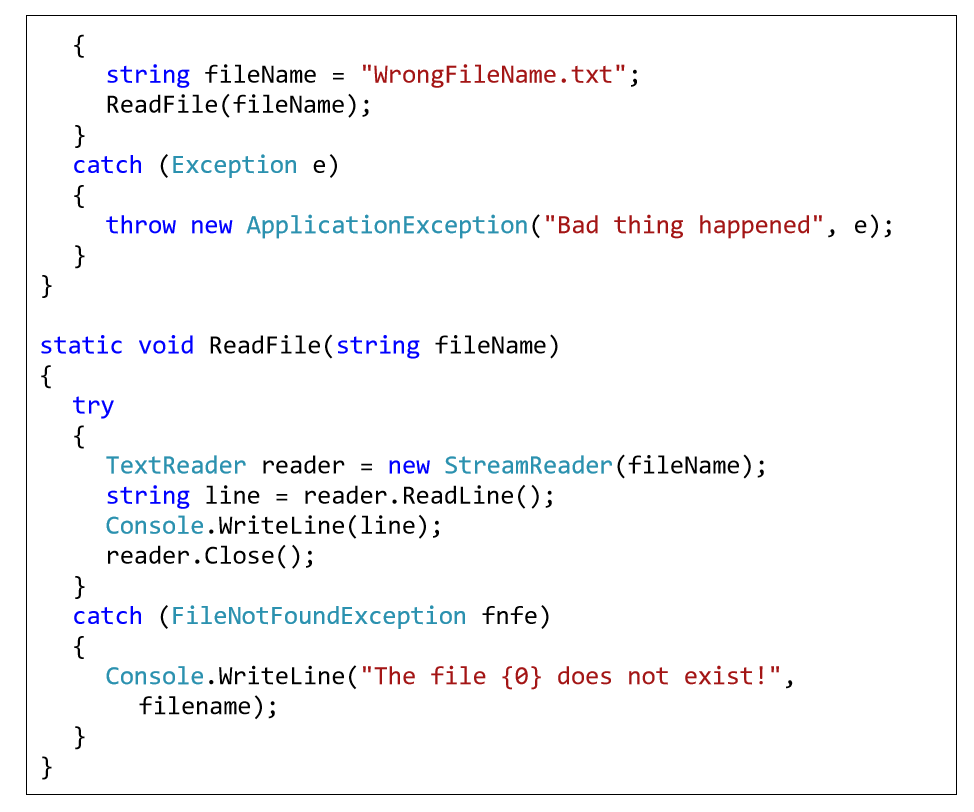 {
string fileName = "WrongFileName.txt";
ReadFile(fileName);
}
catch (Exception e)
{
throw new ApplicationException("Bad thing happened", e);
}
}
static void ReadFile(string fileName)
{
try
{
TextReader reader = new StreamReader(fileName);
string line = reader.ReadLine();
Console.WriteLine(line);
reader.Close();
}
catch (FileNotFoundException fnfe)
{
Console.WriteLine("The file {0} does not exist!",
filename);
}
}